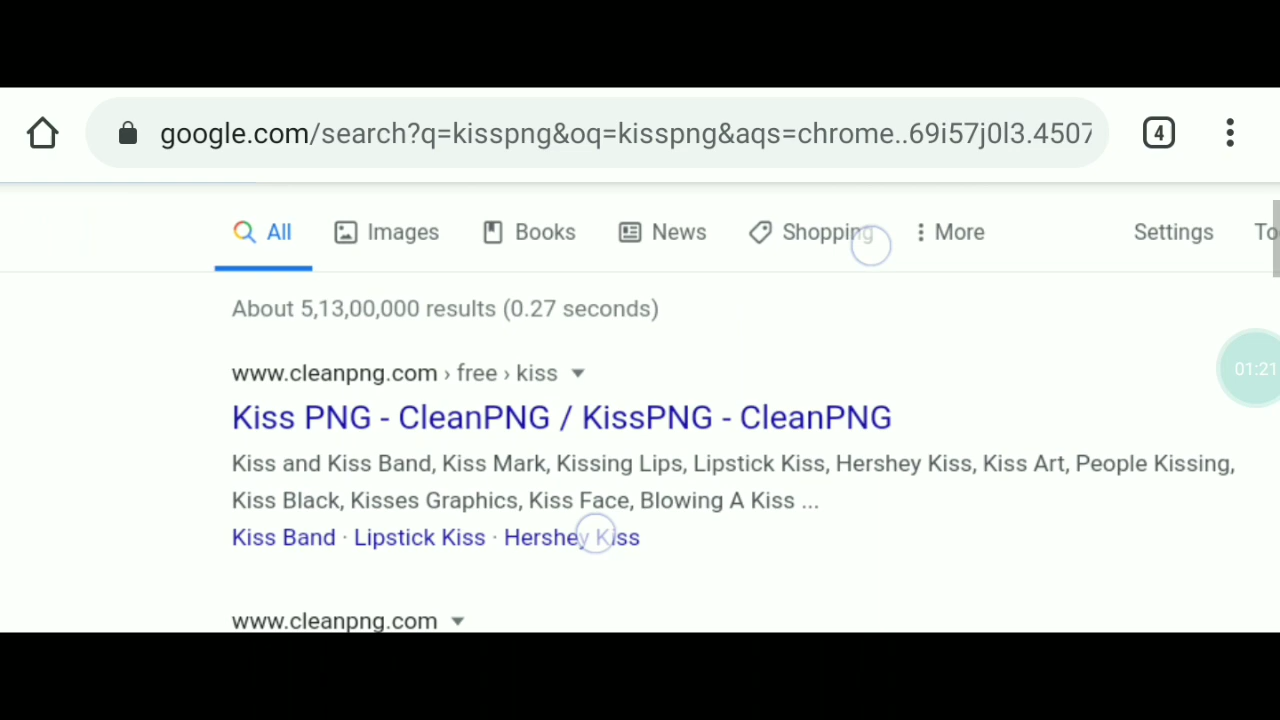 google.com/search?q=kisspng&oq=kisspng&aqs=chrome..69i57j0l3.4507
4
All Images Books News Shopping More Settings To
About 5,13,00,000 results (0.27 seconds)
01:21
www.cleanpng.com › free › kiss
Kiss PNG - CleanPNG / KissPNG - CleanPNG
Kiss and Kiss Band, Kiss Mark, Kissing Lips, Lipstick Kiss, Hershey Kiss, Kiss Art, People Kissing,
Kiss Black, Kisses Graphics, Kiss Face, Blowing A Kiss ...
Kiss Band · Lipstick Kiss · Hershey Kiss
www.cleanpng.com